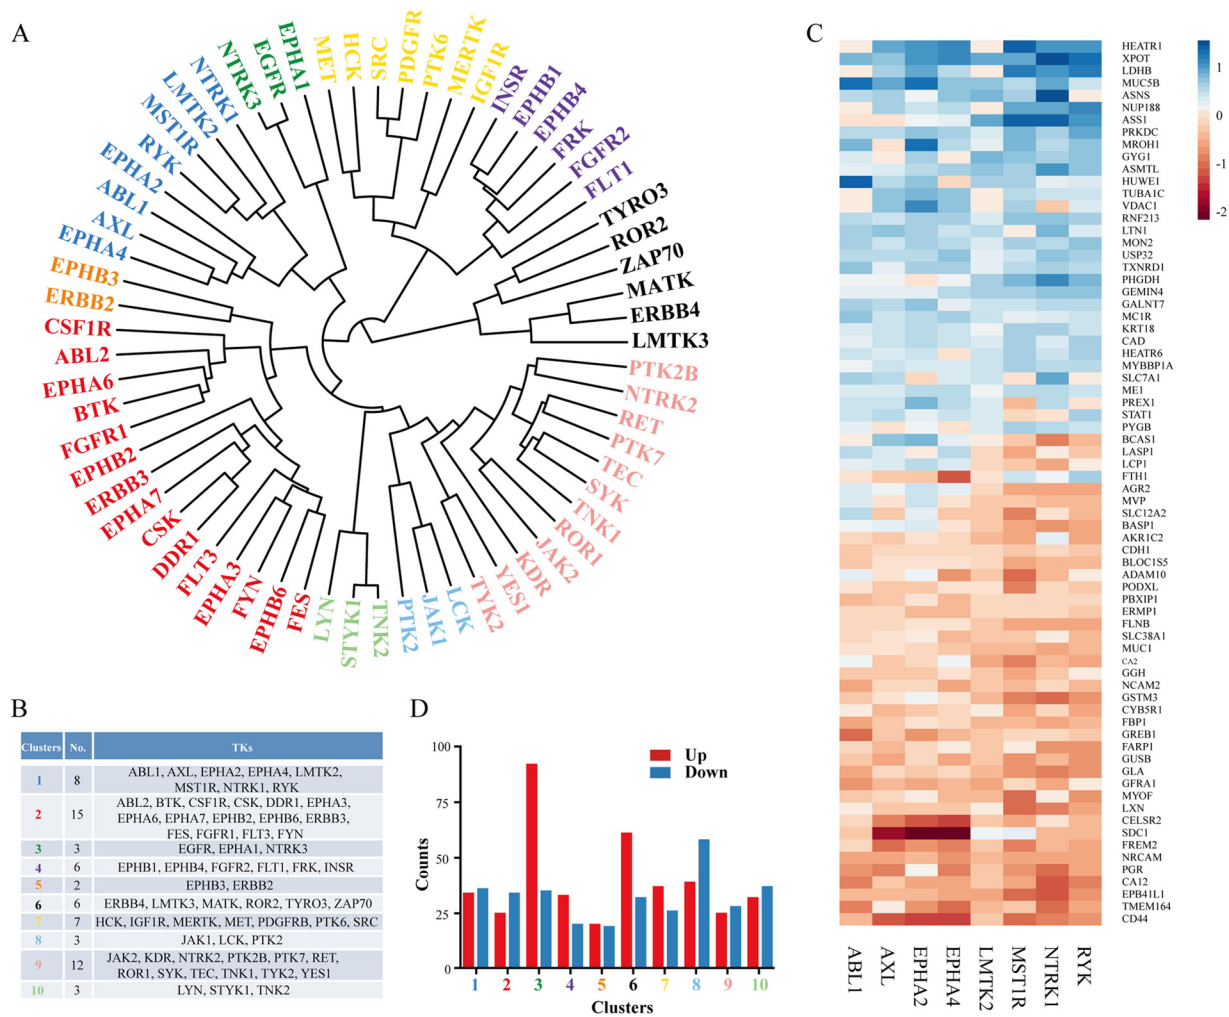 A
NTRK1
LMTK2
MST1R
RYK
EPHA2
ABL1
AXL
EPHA4
NTRK3
EGFR
EPHA1
MET
HCK
SRC
PDGFR
PTK6
MERTK
IGF1R
INSR
EPHB1
EPHB4
FRK
FGFR2
FLT1
TYRO3
ROR2
ZAP70
MATK
ERBB4
LMTK3
PTK2B
NTRK2
RET
PTK7
TEC
SYK
TNK1
ROR1
JAK2
KDR
YES1
TYK2
LCK
JAK1
PTK2
TNK2
STYK1
LYN
FES
EPHB6
FYN
EPHA3
FLT3
DDR1
CSK
EPHA7
ERBB3
EPHB2
FGFR1
BTK
EPHA6
ABL2
CSF1R
ERBB2
EPHB3
B
Clusters No. TKs
1 8 ABL1, AXL, EPHA2, EPHA4, LMTK2,
MST1R, NTRK1, RYK
2 15 ABL2, BTK, CSF1R, CSK, DDR1, EPHA3,
EPHA6, EPHA7, EPHB2, EPHB6, ERBB3,
FES, FGFR1, FLT3, FYN
3 3 EGFR, EPHA1, NTRK3
4 6 EPHB1, EPHB4, FGFR2, FLT1, FRK, INSR
5 2 EPHB3, ERBB2
6 6 ERBB4, LMTK3, MATK, ROR2, TYRO3, ZAP70
7 7 HCK, IGF1R, MERTK, MET, PDGFRB, PTK6, SRC
8 3 JAK1, LCK, PTK2
9 12 JAK2, KDR, NTRK2, PTK2B, PTK7, RET,
ROR1, SYK, TEC, TNK1, TYK2, YES1
10 3 LYN, STYK1, TNK2
D
Up
Down
100
75
50
25
0
Counts
1 2 3 4 5 6 7 8 9 10
Clusters
C
HEATR1
XPOT
LDHB
MUC5B
ASNS
NUP188
ASS1
PRKDC
MROH1
GYG1
ASMTL
HUWE1
TUBA1C
VDAC1
RNF213
LTN1
MON2
USP32
TXNRD1
PHGDH
GEMIN4
GALNT7
MC1R
KRT18
CAD
HEATR6
MYBBP1A
SLC7A1
ME1
PREX1
STAT1
PYGB
BCAS1
LASP1
LCP1
FTH1
AGR2
MVP
SLC12A2
BASP1
AKR1C2
CDH1
BLOC1S5
ADAM10
PODXL
PBXIP1
ERMP1
FLNB
SLC38A1
MUC1
CA2
GGH
NCAM2
GSTM3
CYB5R1
FBP1
GREB1
FARP1
GUSB
GLA
GFRA1
MYOF
LXN
CELSR2
SDC1
FREM2
NRCAM
PGR
CA12
EPB41L1
TMEM164
CD44
1
0
-1
-2
ABL1
AXL
EPHA2
EPHA4
LMTK2
MST1R
NTRK1
RYK